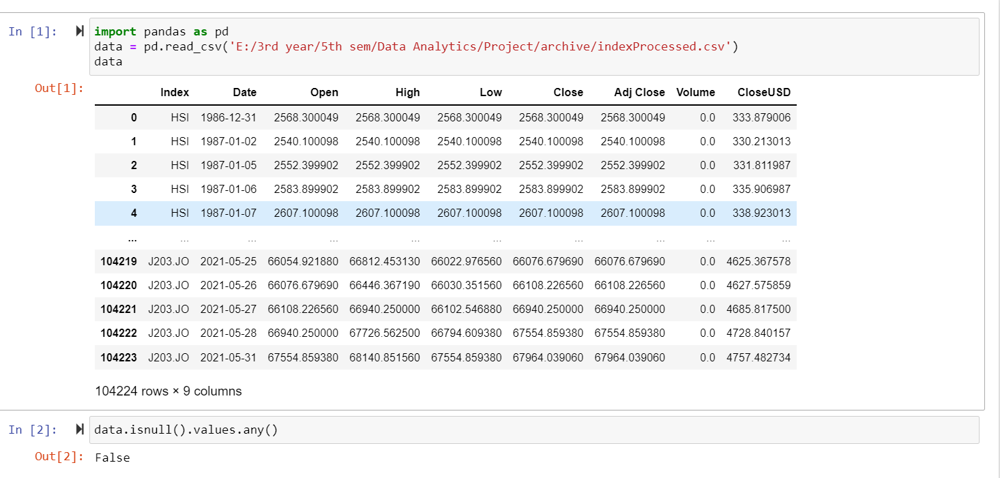 In [1]:
import pandas as pd
data = pd.read_csv('E:/3rd year/5th sem/Data Analytics/Project/archive/indexProcessed.csv')
data
Out[1]:
Index Date Open High Low Close Adj Close Volume CloseUSD
0 HSI 1986-12-31 2568.300049 2568.300049 2568.300049 2568.300049 2568.300049 0.0 333.879006
1 HSI 1987-01-02 2540.100098 2540.100098 2540.100098 2540.100098 2540.100098 0.0 330.213013
2 HSI 1987-01-05 2552.399902 2552.399902 2552.399902 2552.399902 2552.399902 0.0 331.811987
3 HSI 1987-01-06 2583.899902 2583.899902 2583.899902 2583.899902 2583.899902 0.0 335.906987
4 HSI 1987-01-07 2607.100098 2607.100098 2607.100098 2607.100098 2607.100098 0.0 338.923013
... ... ... ... ... ... ... ... ... ...
104219 J203.JO 2021-05-25 66054.921880 66812.453130 66022.976560 66076.679690 66076.679690 0.0 4625.367578
104220 J203.JO 2021-05-26 66076.679690 66446.367190 66030.351560 66108.226560 66108.226560 0.0 4627.575859
104221 J203.JO 2021-05-27 66108.226560 66940.250000 66102.546880 66940.250000 66940.250000 0.0 4685.817500
104222 J203.JO 2021-05-28 66940.250000 67726.562500 66794.609380 67554.859380 67554.859380 0.0 4728.840157
104223 J203.JO 2021-05-31 67554.859380 68140.851560 67554.859380 67964.039060 67964.039060 0.0 4757.482734
104224 rows × 9 columns
In [2]:
data.isnull().values.any()
Out[2]:
False